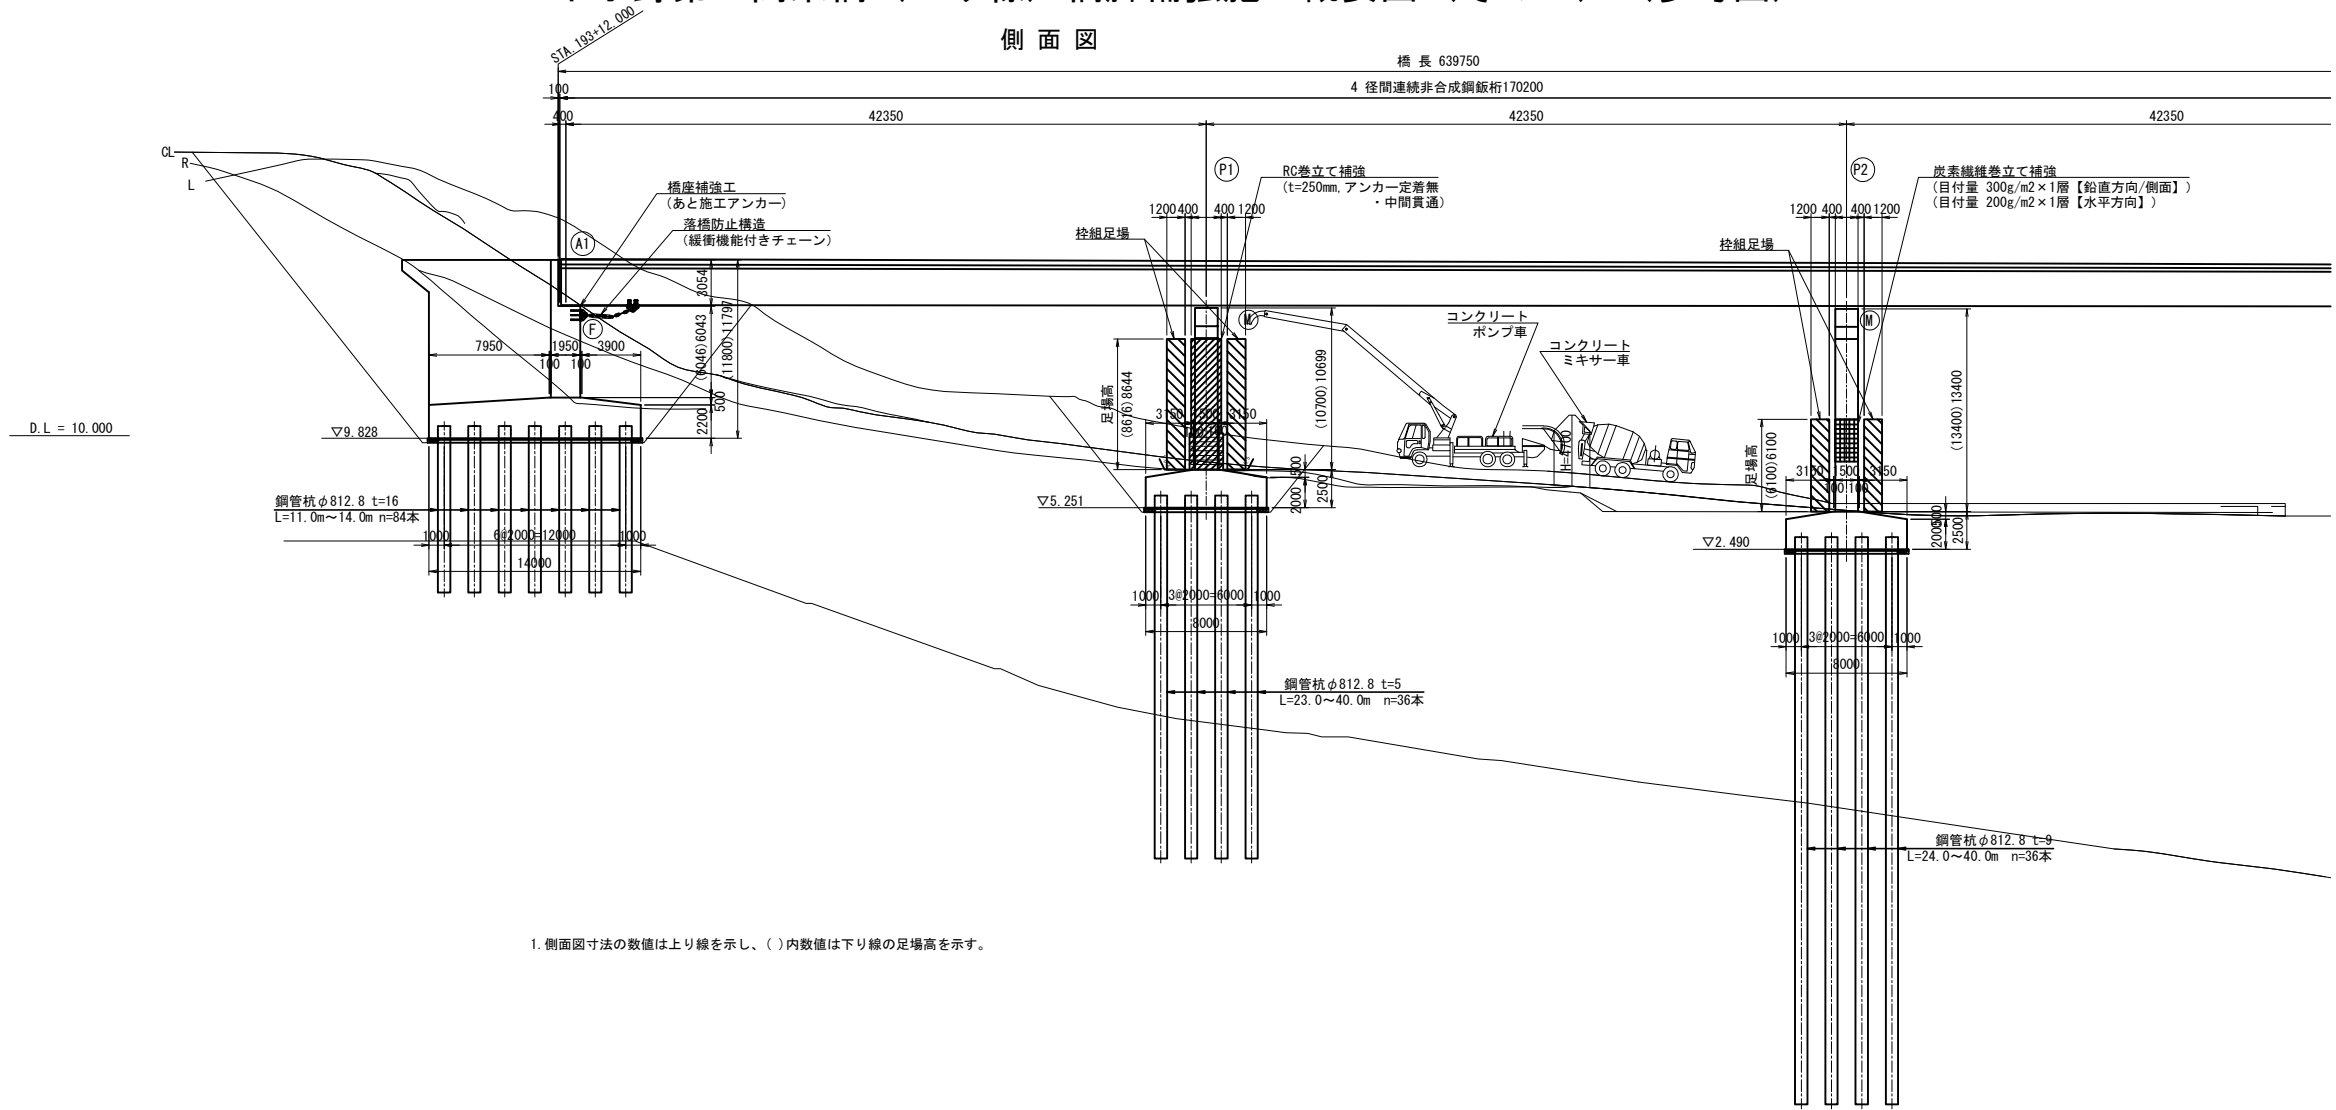 側 面 図
STA.193+12.000
橋 長 639750
100
4 径間連続非合成鋼鈑桁170200
400
42350
42350
42350
CL
R
L
橋座補強工
(あと施工アンカー)
落橋防止構造
(緩衝機能付きチェーン)
A1
F
P1
RC巻立て補強
(t=250mm,アンカー定着無
・中間貫通)
1200 400
400 1200
枠組足場
M
P2
炭素繊維巻立て補強
(目付量 300g/m2×1層【鉛直方向/側面】)
(目付量 200g/m2×1層【水平方向】)
1200 400
400 1200
枠組足場
M
コンクリート
ポンプ車
コンクリート
ミキサー車
H=4700
3054
(6046)6043
(11800)11797
500
2200
7950
1950
3900
100
100
足場高
(8616)8644
(10700)10699
3150
3150
500
2000
2500
足場高
(6100)6100
(13400)13400
3150
1500
3150
500
2000
2500
D.L = 10.000
▽9.828
▽5.251
▽2.490
鋼管杭φ812.8 t=16
L=11.0m～14.0m n=84本
1000
6@2000=12000
1000
14000
1000
3@2000=6000
1000
8000
鋼管杭φ812.8 t=5
L=23.0～40.0m n=36本
1000
3@2000=6000
1000
8000
鋼管杭φ812.8 t=9
L=24.0～40.0m n=36本
1.側面図寸法の数値は上り線を示し、( )内数値は下り線の足場高を示す。